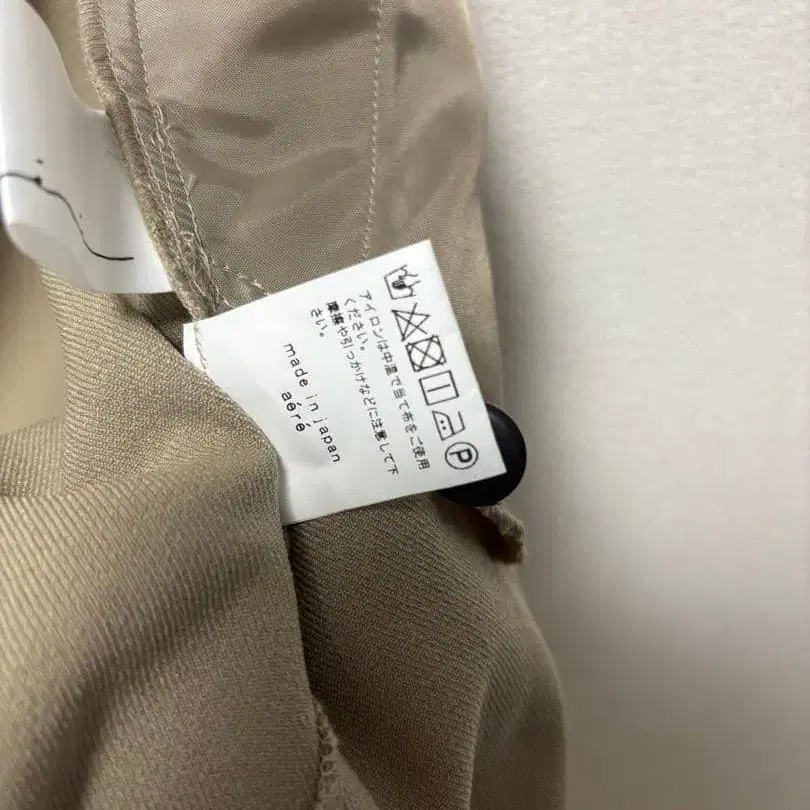 アイロンは中温で当て布をご使用
ください。
摩擦や引っかけなどに注意して下
さい。
made in japan
aéré
P